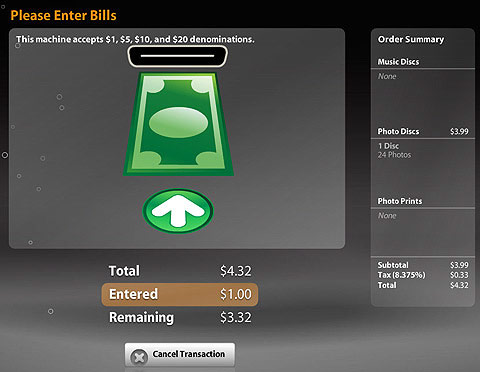 Please Enter Bills
This machine accepts $1, $5, $10, and $20 denominations.
Total $4.32
Entered $1.00
Remaining $3.32
Cancel Transaction
Order Summary
Music Discs
None
Photo Discs $3.99
1 Disc
24 Photos
Photo Prints
None
Subtotal $3.99
Tax (8.375%) $0.33
Total $4.32